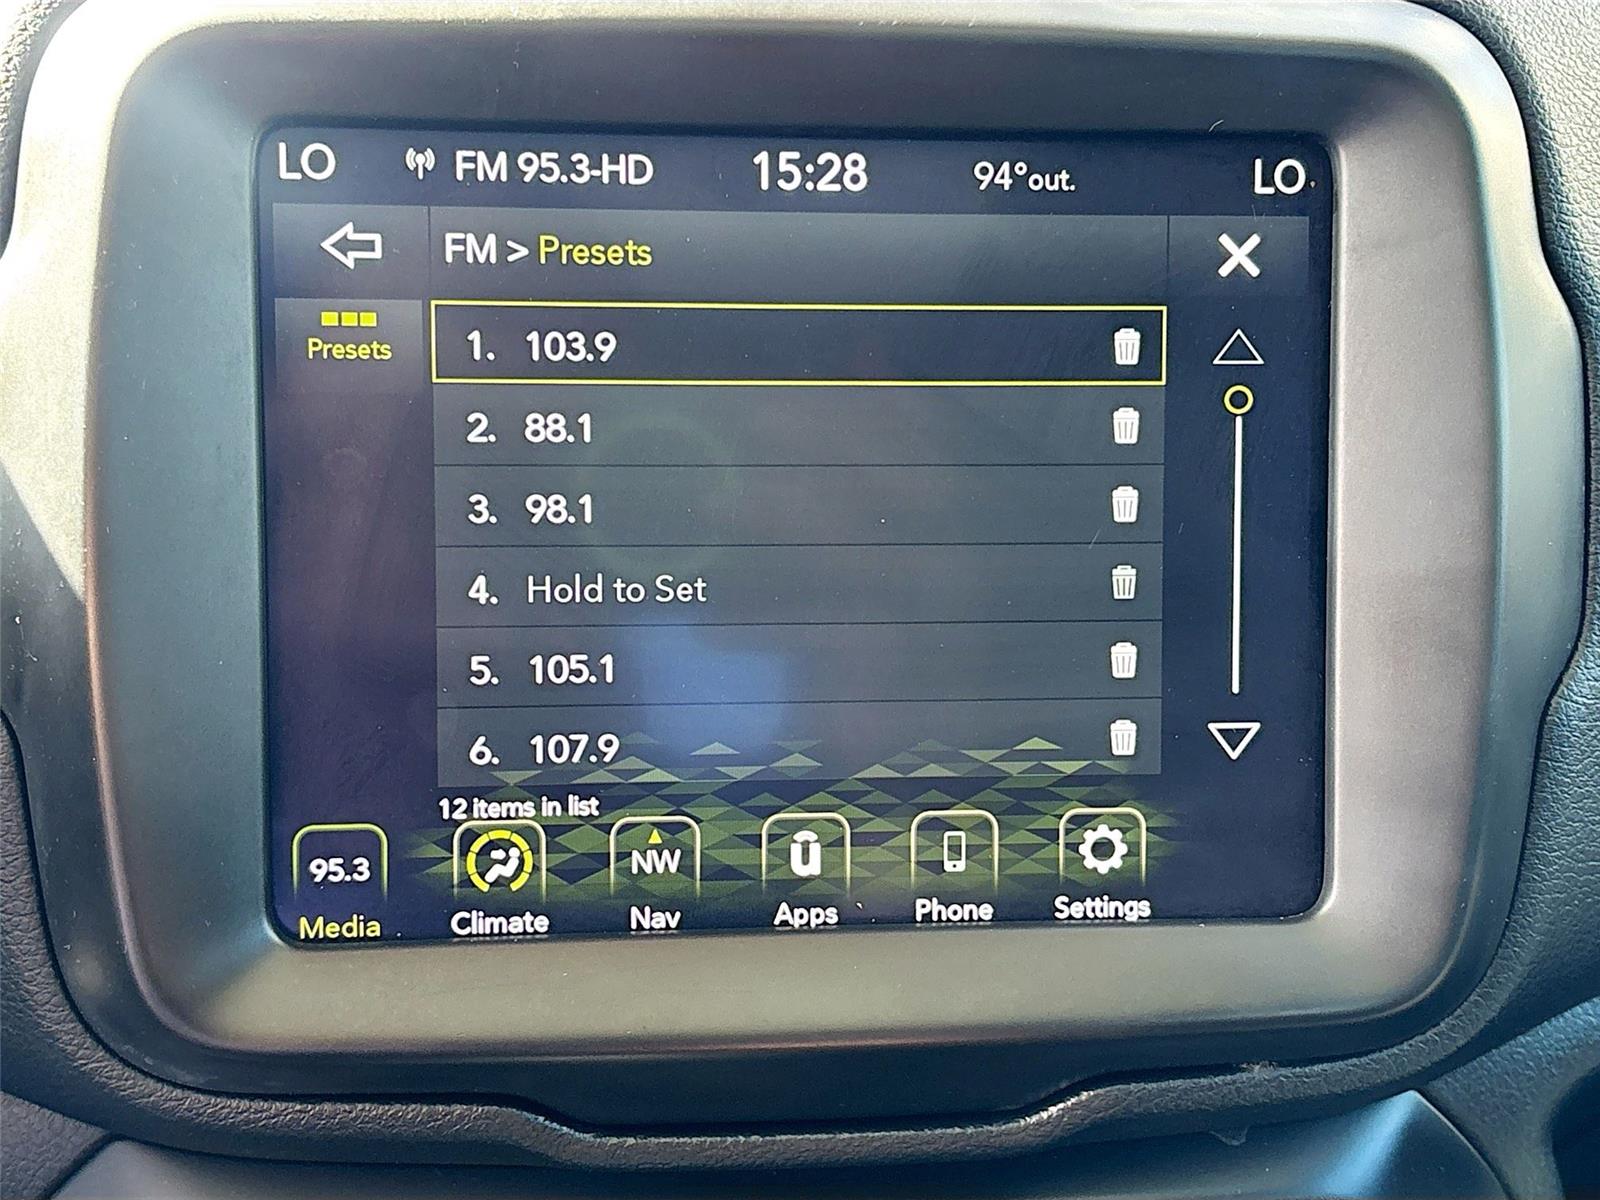 LO FM 95.3-HD 15:28 94°out. LO
FM > Presets
Presets
1. 103.9
2. 88.1
3. 98.1
4. Hold to Set
5. 105.1
6. 107.9
12 items in list
95.3 NW u
Media Climate Nav Apps Phone Settings